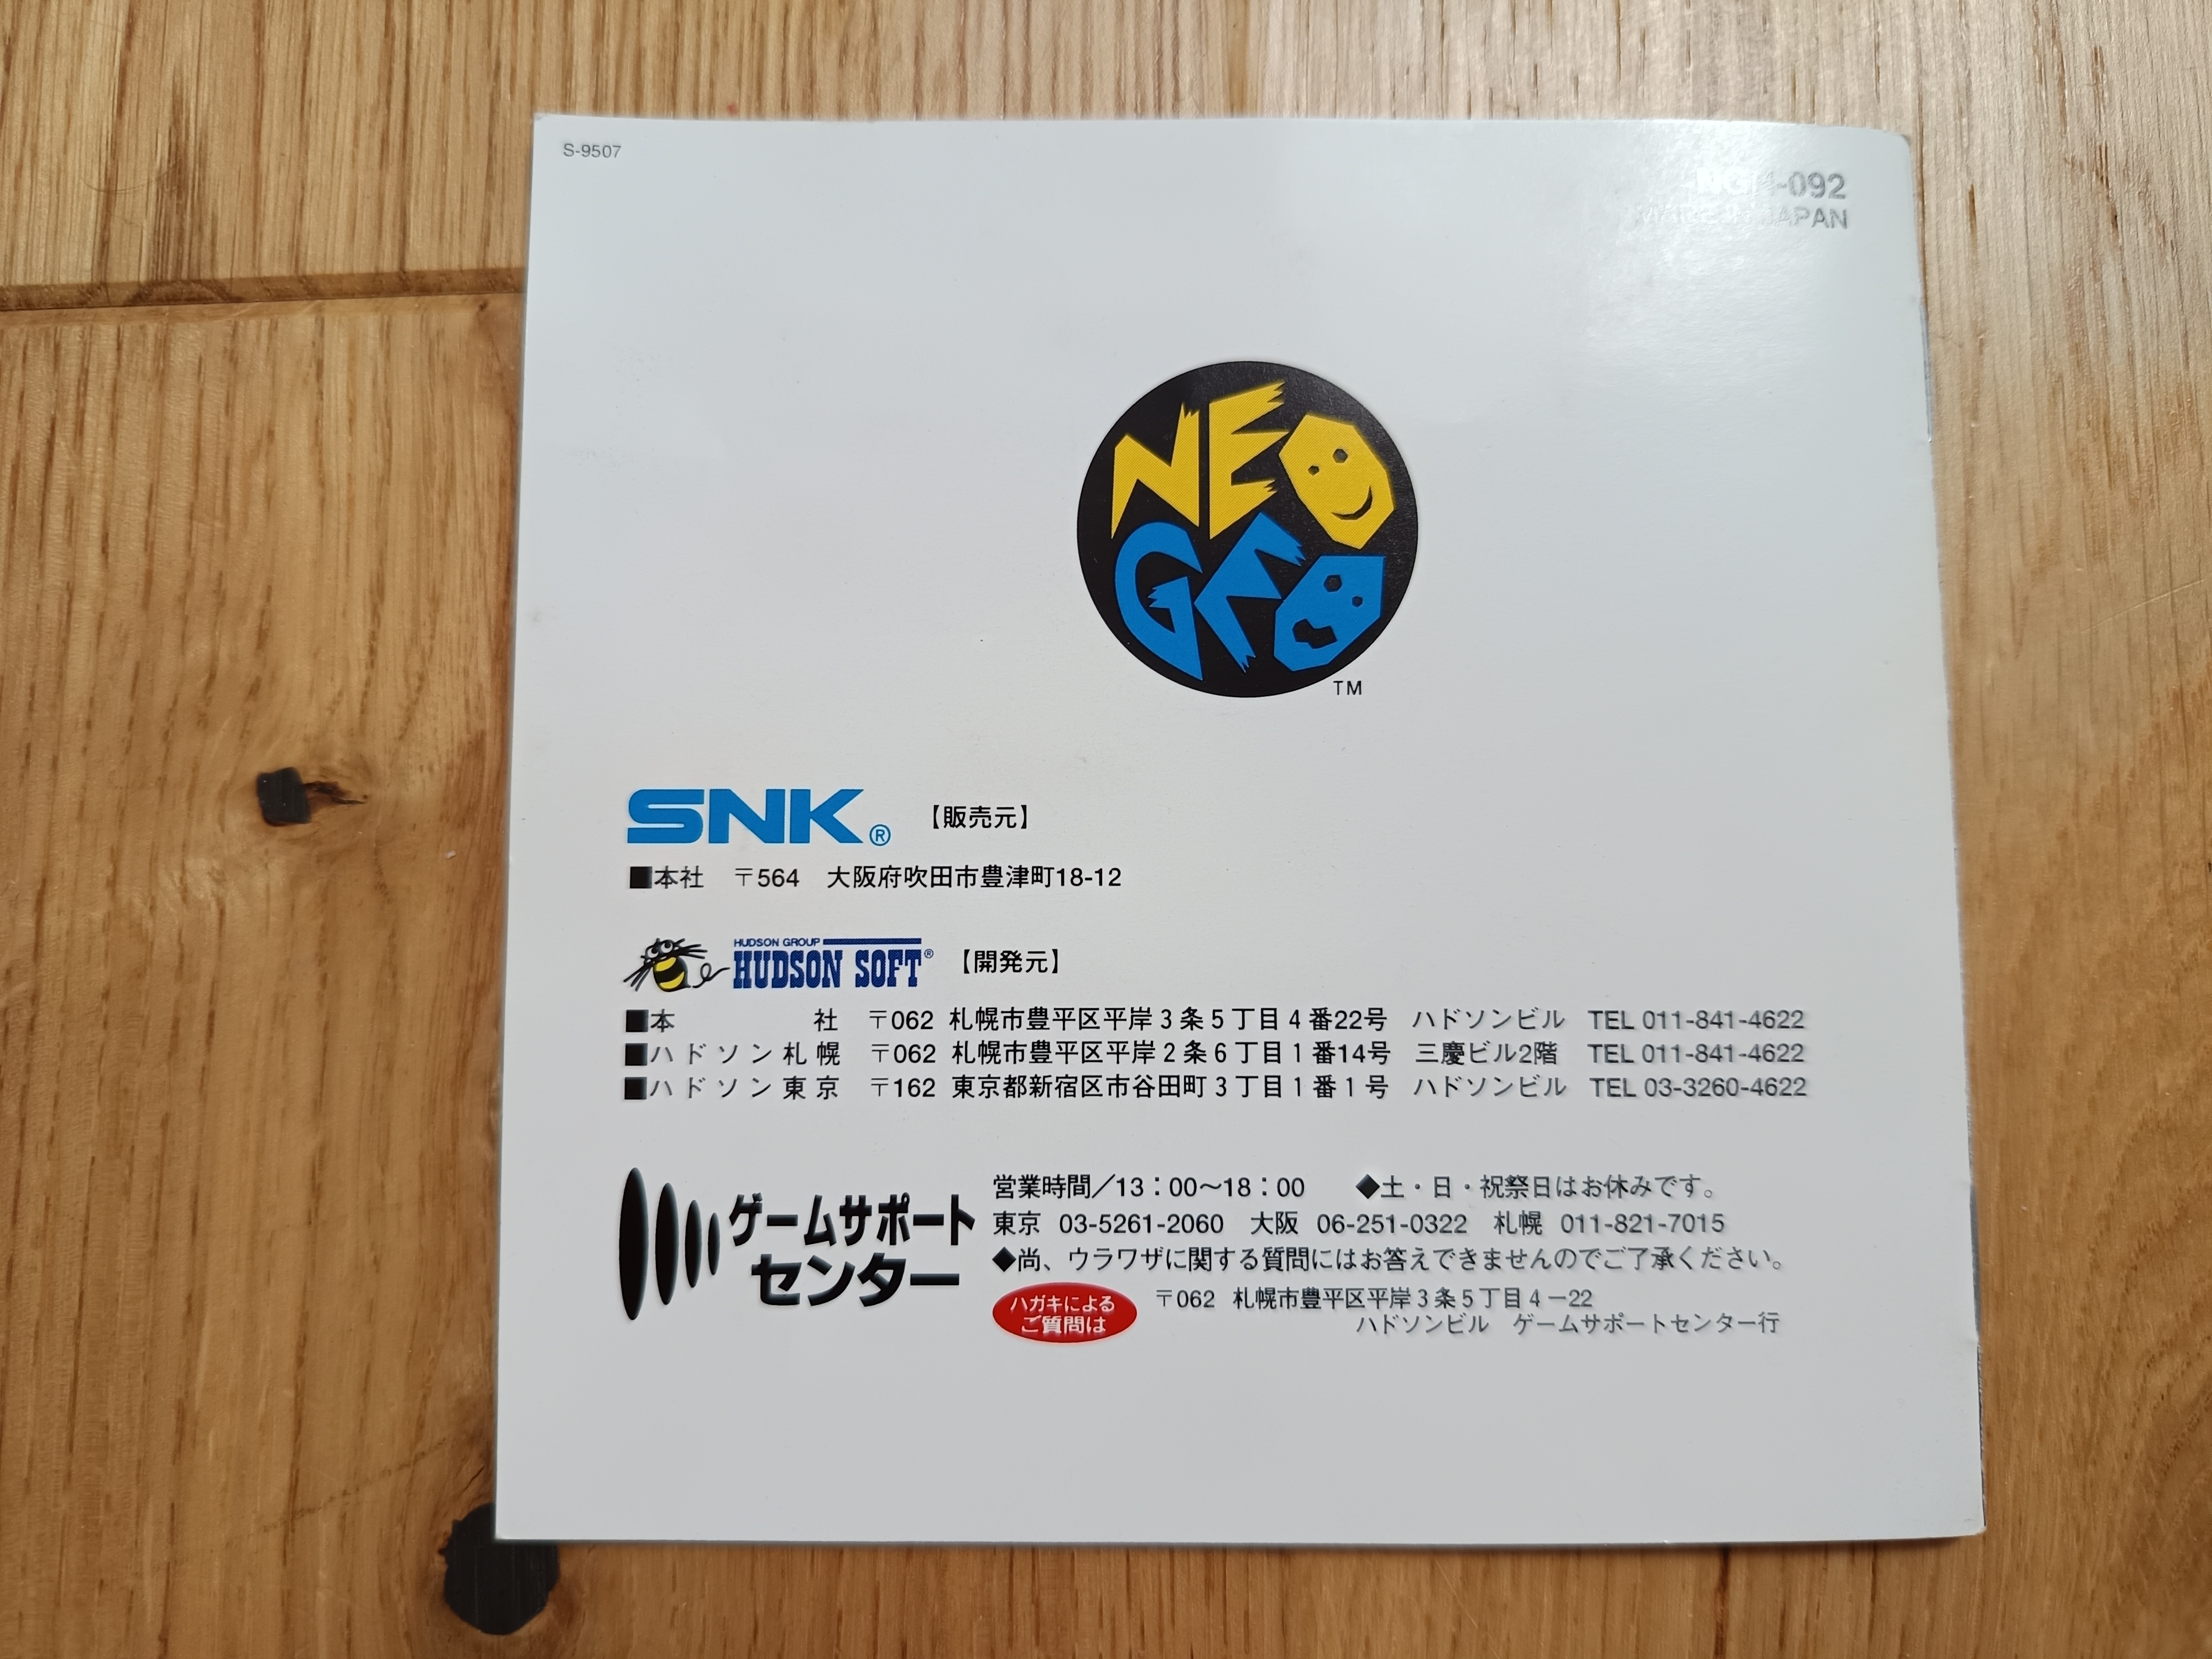 S-9507
-092
MADE IN JAPAN
NEO
GEO
TM
SNK® 【販売元】
■本社 〒564 大阪府吹田市豊津町18-12
HUDSON GROUP
HUDSON SOFT® 【開発元】
■本社 〒062 札幌市豊平区平岸3条5丁目4番22号 ハドソンビル TEL 011-841-4622
■ハドソン札幌 〒062 札幌市豊平区平岸2条6丁目1番14号 三慶ビル2階 TEL 011-841-4622
■ハドソン東京 〒162 東京都新宿区市谷田町3丁目1番1号 ハドソンビル TEL 03-3260-4622
ゲームサポート
センター
営業時間／13：00〜18：00 ◆土・日・祝祭日はお休みです。
東京 03-5261-2060 大阪 06-251-0322 札幌 011-821-7015
◆尚、ウラワザに関する質問にはお答えできませんのでご了承ください。
ハガキによる
ご質問は
〒062 札幌市豊平区平岸3条5丁目4－22
ハドソンビル ゲームサポートセンター行